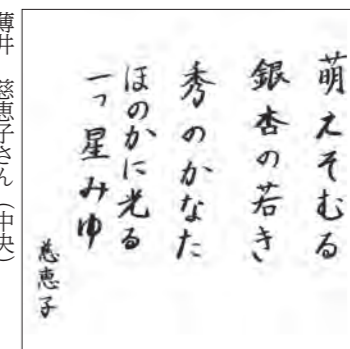 萌えそむる
銀杏の若き
秀のかなた
ほのかに光る
一つ星みゆ
慈恵子
薄井 慈恵子さん(中央)